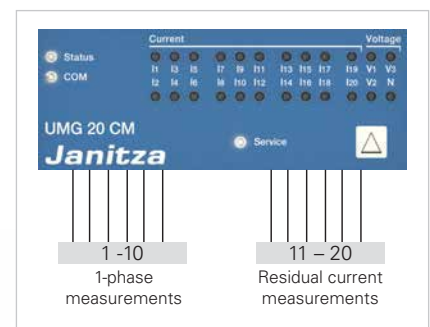 Current Voltage
Status
COM
I1 I3 I5 I7 I9 I11 I13 I15 I17 I19 V1 V3
I2 I4 I6 I8 I10 I12 I14 I16 I18 I20 V2 N
UMG 20 CM
Service
Janitza
1 -10
11 – 20
1-phase
measurements
Residual current
measurements